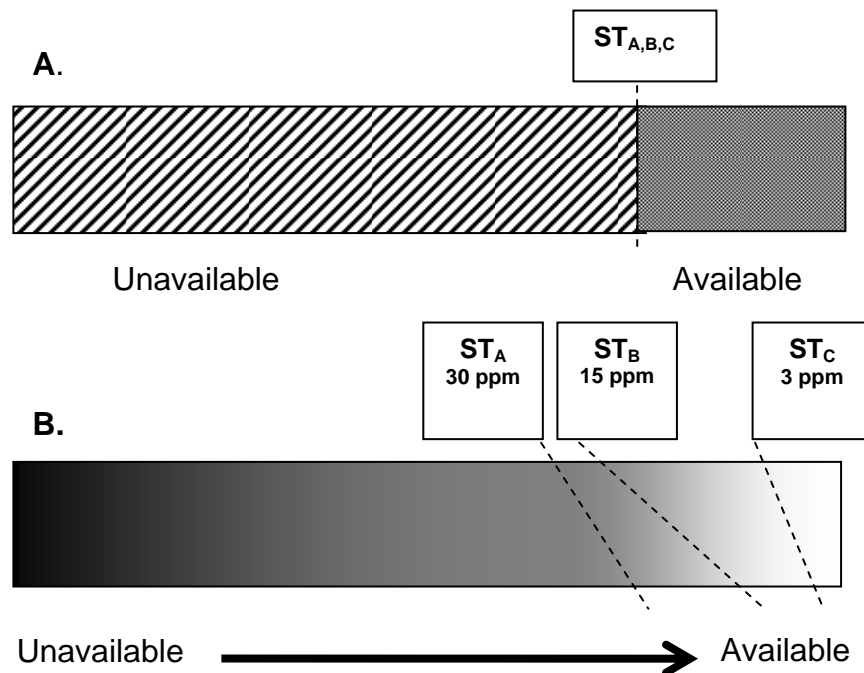 ST_A,B,C
A.
Unavailable Available
ST_A ST_B ST_C
30 ppm 15 ppm 3 ppm
B.
Unavailable Available